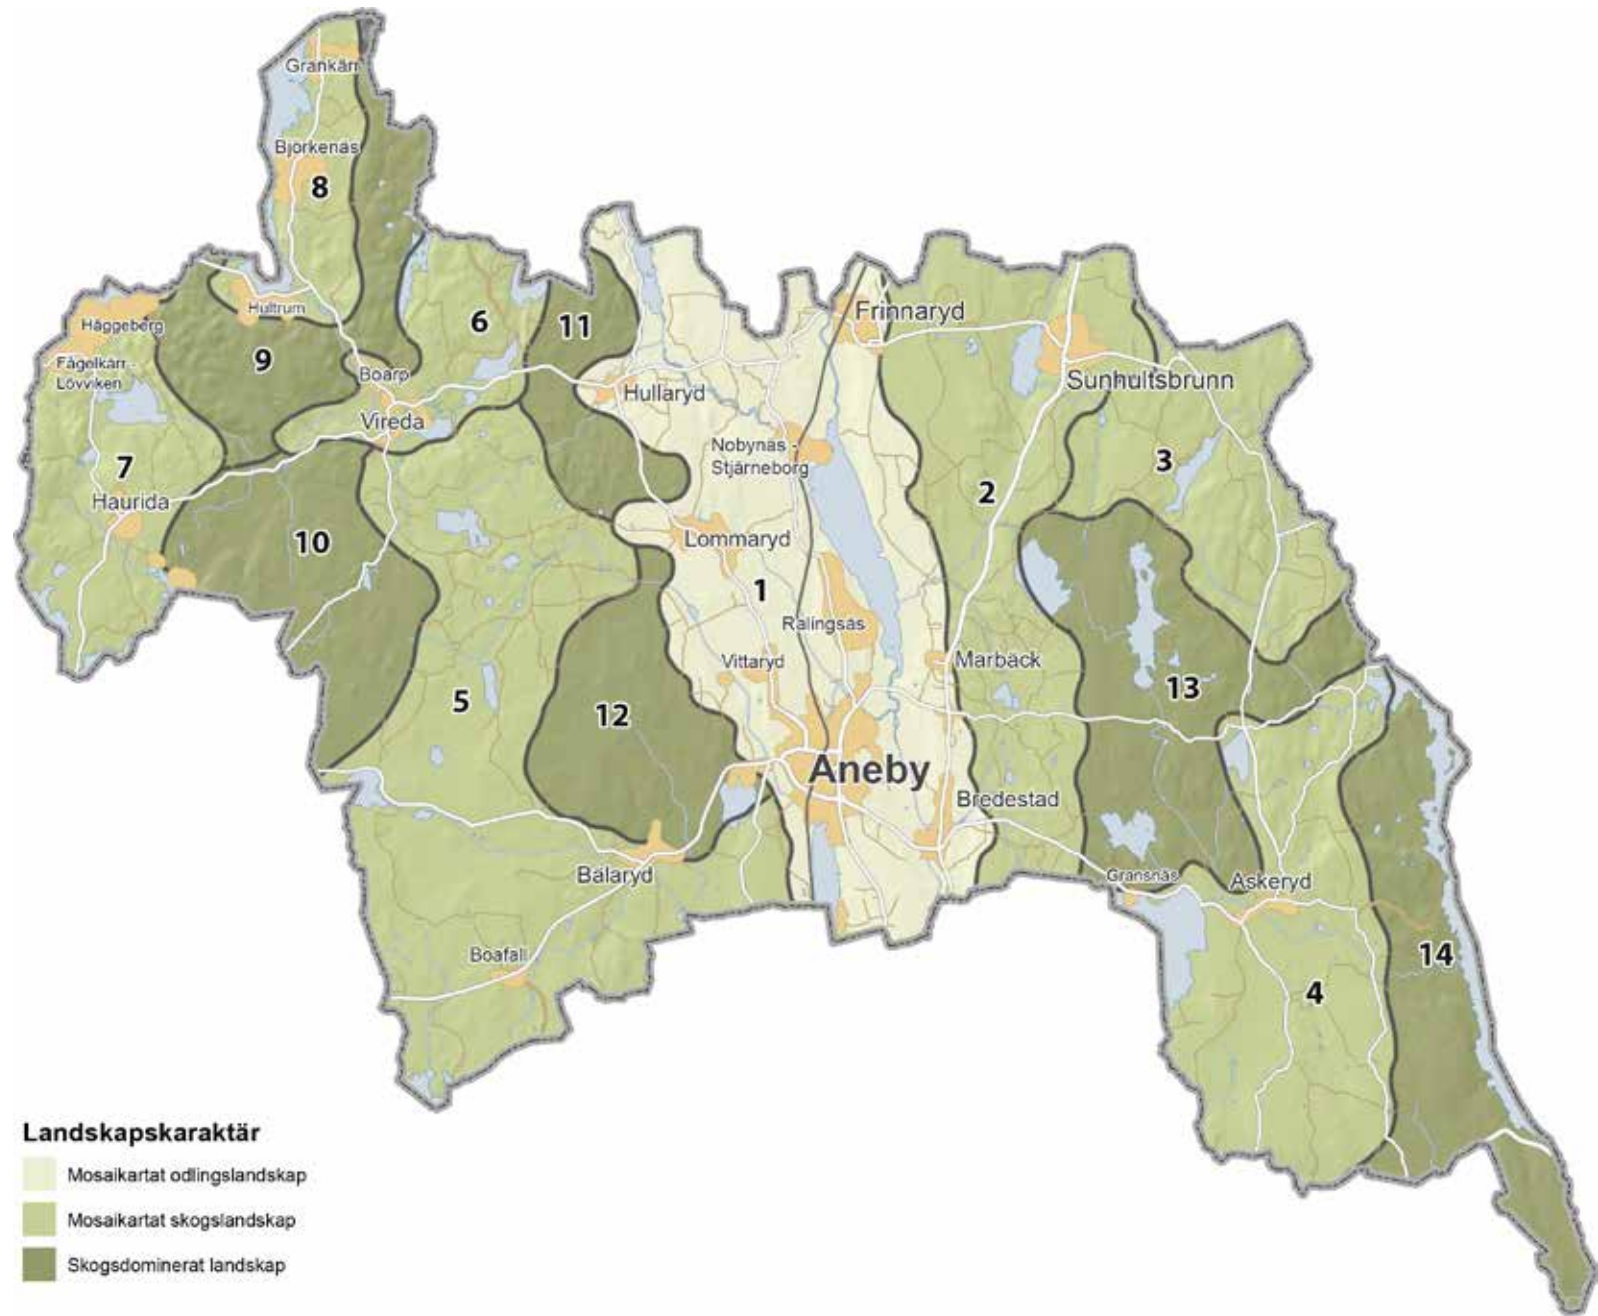 Grankärr
Björkenäs
8
Hultrum
Häggeberg
Fågelkärr -
Lövviken
9
6
11
Boarp
Vireda
Hullaryd
Frinnaryd
Sunhultsbrunn
Nobynäs -
Stjärneborg
7
Haurida
10
2
3
Lommaryd
1
Ralingsås
Vittaryd
Marbäck
5
12
13
Aneby
Bredestad
Bälaryd
Gransnäs
Askeryd
Boafall
14
4
Landskapskaraktär
Mosaikartat odlingslandskap
Mosaikartat skogslandskap
Skogsdominerat landskap